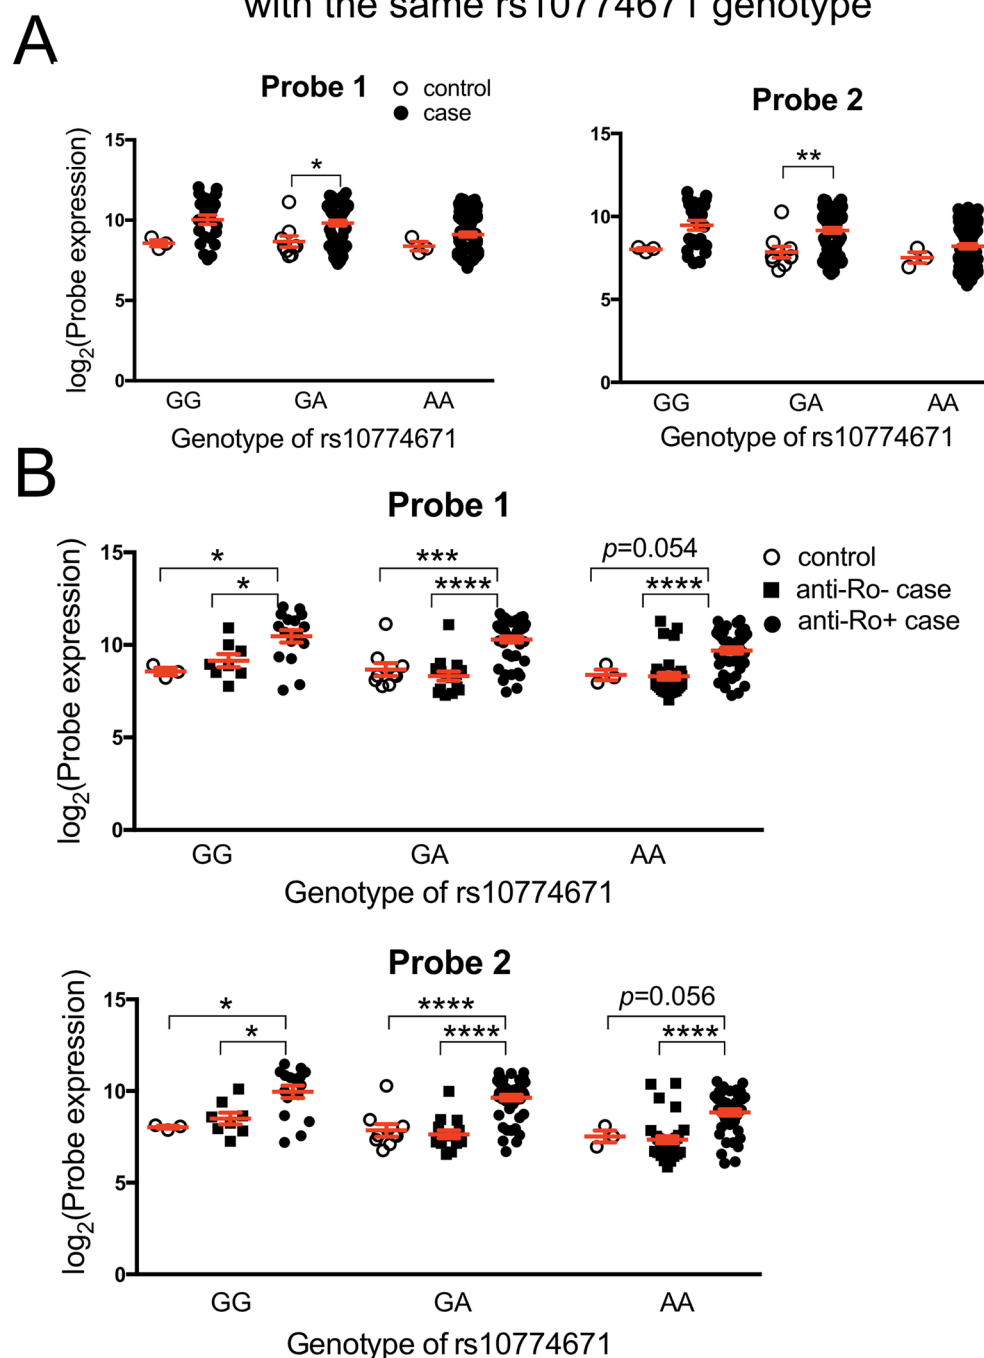 with the same rs10774671 genotype
A
Probe 1
control
case
log2(Probe expression)
15
10
5
0
*
GG GA AA
Genotype of rs10774671
Probe 2
15
10
5
0
**
GG GA AA
Genotype of rs10774671
B
Probe 1
log2(Probe expression)
15
10
5
0
* *** p=0.054
* **** ****
control
anti-Ro- case
anti-Ro+ case
GG GA AA
Genotype of rs10774671
Probe 2
log2(Probe expression)
15
10
5
0
* **** p=0.056
* **** ****
GG GA AA
Genotype of rs10774671